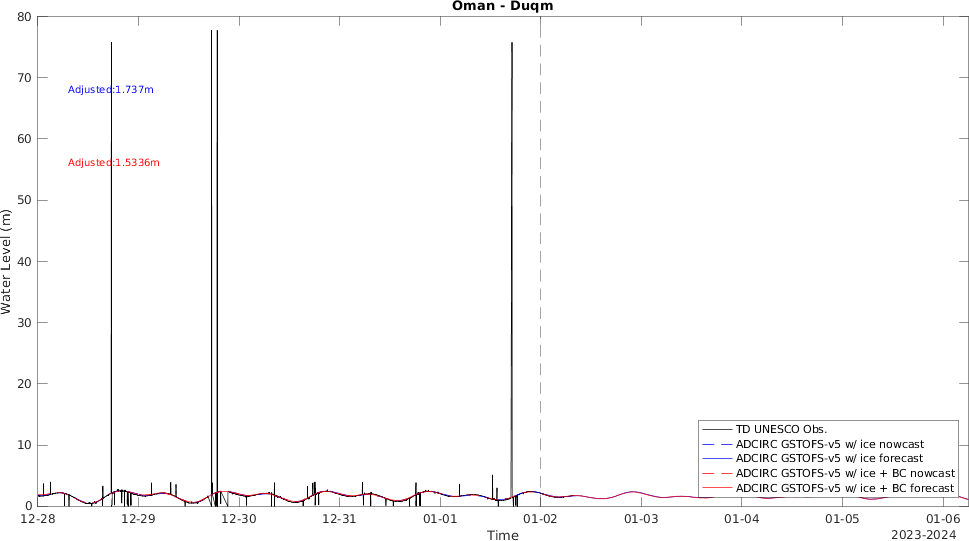 Oman - Duqm
80
70
60
50
40
30
20
10
0
Water Level (m)
Adjusted:1.737m
Adjusted:1.5336m
TD UNESCO Obs.
ADCIRC GSTOFS-v5 w/ ice nowcast
ADCIRC GSTOFS-v5 w/ ice forecast
ADCIRC GSTOFS-v5 w/ ice + BC nowcast
ADCIRC GSTOFS-v5 w/ ice + BC forecast
12-28 12-29 12-30 12-31 01-01 01-02 01-03 01-04 01-05 01-06
Time
2023-2024